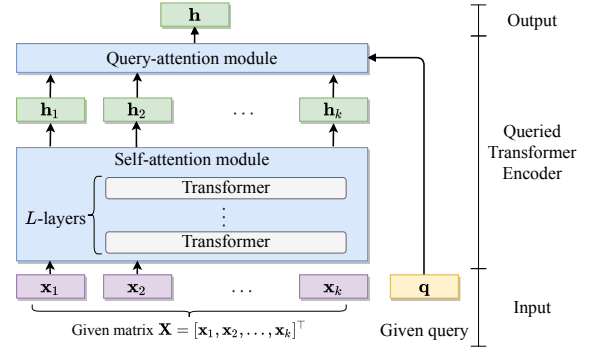 h
Output
Query-attention module
h₁ h₂ ... hₖ
Queried
Transformer
Encoder
Self-attention module
Transformer
⋮
L-layers
Transformer
x₁ x₂ ... xₖ q
Input
Given matrix X = [x₁, x₂, . . . , xₖ]⊤ Given query